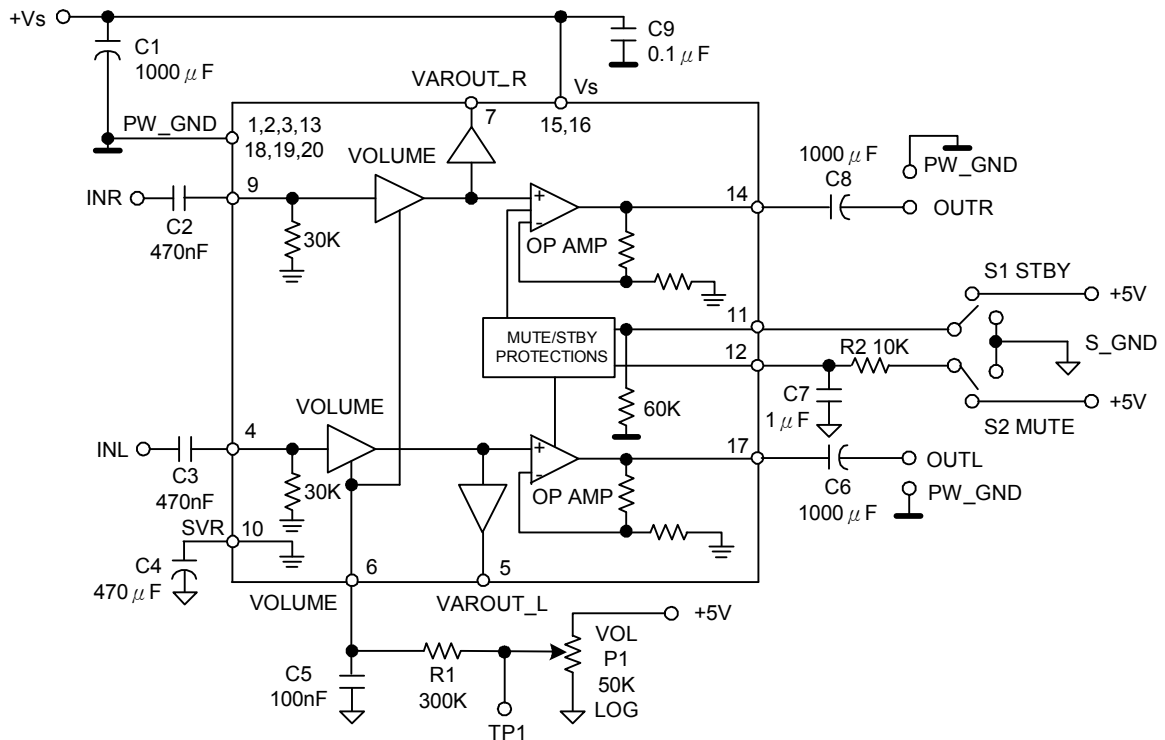 +Vs
C1
1000 μF
C9
0.1 μF
VAROUT_R
Vs
7
15,16
PW_GND
1,2,3,13
18,19,20
VOLUME
1000 μF
C8
PW_GND
INR
9
14
OUTR
C2
470nF
30K
+
-
OP AMP
S1 STBY
+5V
11
MUTE/STBY
PROTECTIONS
S_GND
12
R2 10K
C7
1 μF
60K
+5V
S2 MUTE
VOLUME
INL
4
17
OUTL
C3
470nF
30K
+
-
OP AMP
C6
1000 μF
PW_GND
SVR
10
C4
470 μF
6
5
VOLUME
VAROUT_L
+5V
VOL
P1
50K
LOG
C5
100nF
R1
300K
TP1